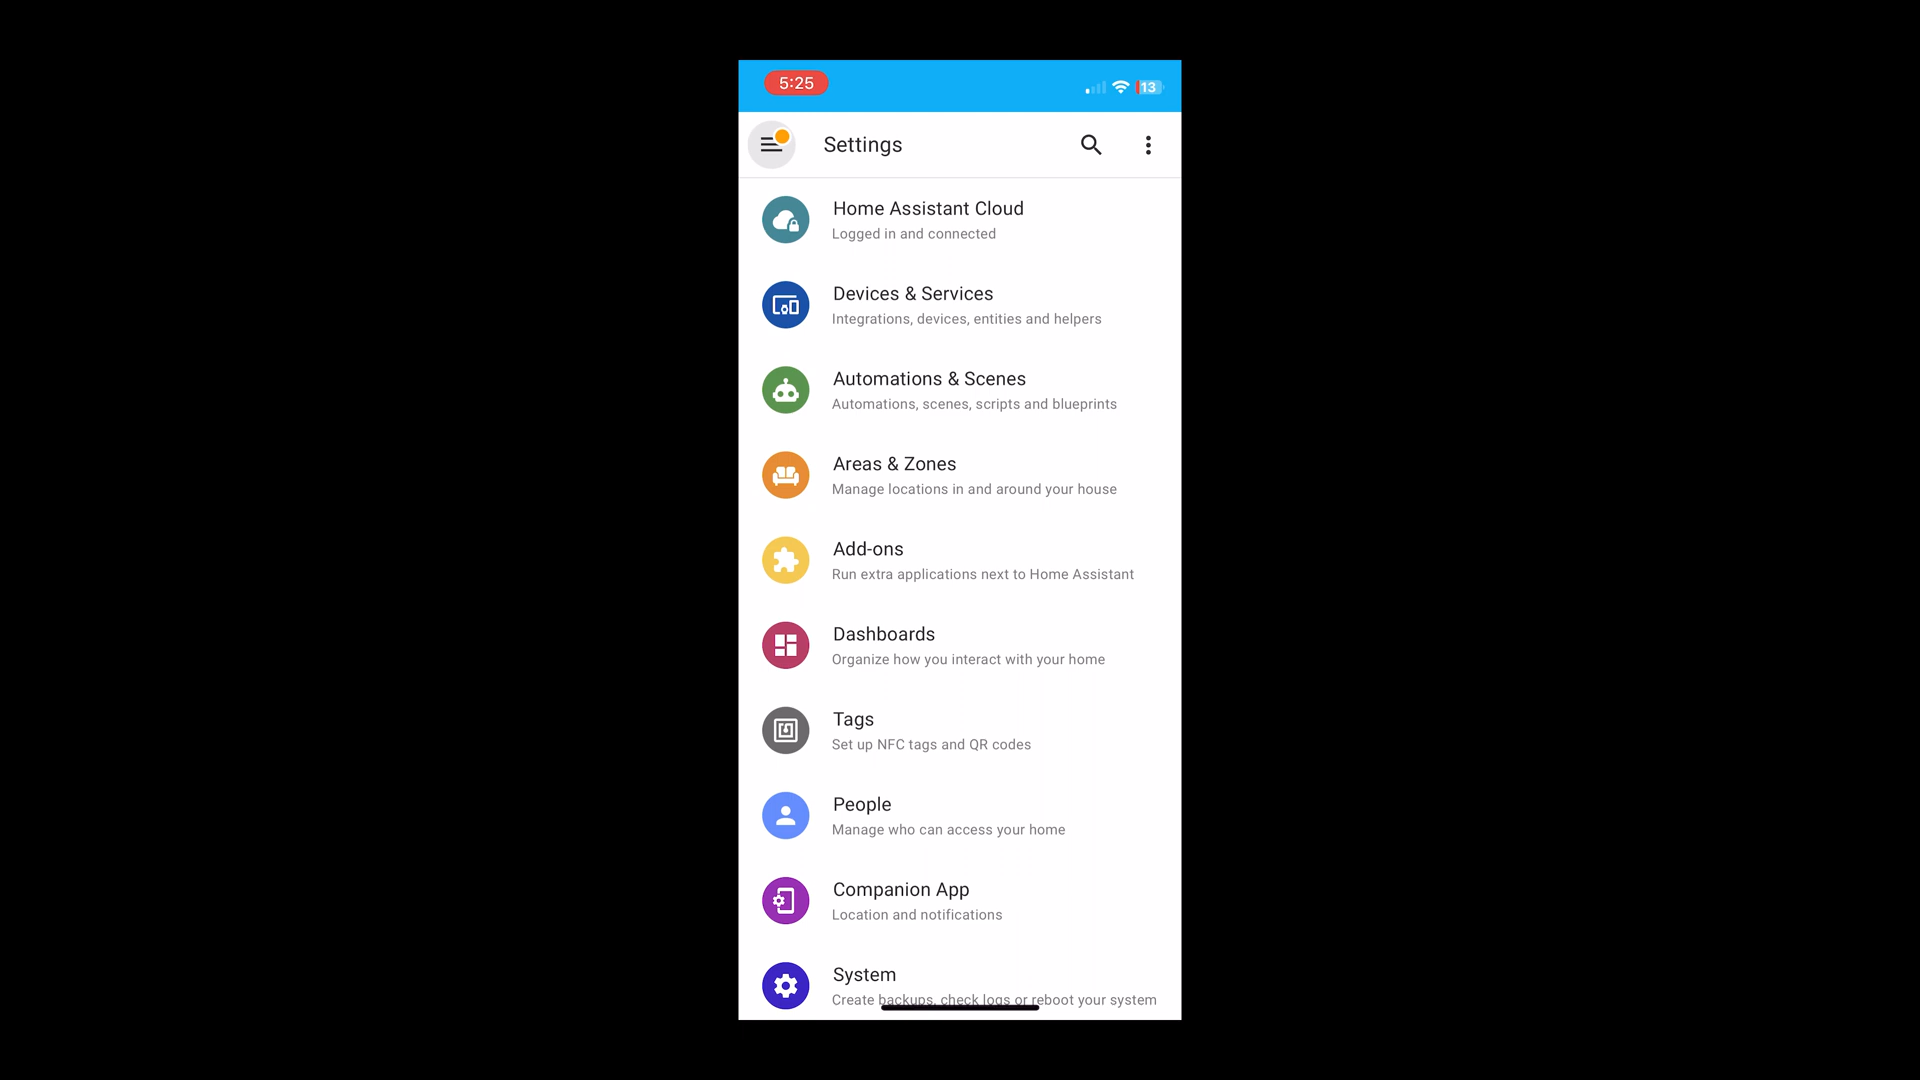 5:25
13
Settings
Home Assistant Cloud
Logged in and connected
Devices & Services
Integrations, devices, entities and helpers
Automations & Scenes
Automations, scenes, scripts and blueprints
Areas & Zones
Manage locations in and around your house
Add-ons
Run extra applications next to Home Assistant
Dashboards
Organize how you interact with your home
Tags
Set up NFC tags and QR codes
People
Manage who can access your home
Companion App
Location and notifications
System
Create backups, check logs or reboot your system